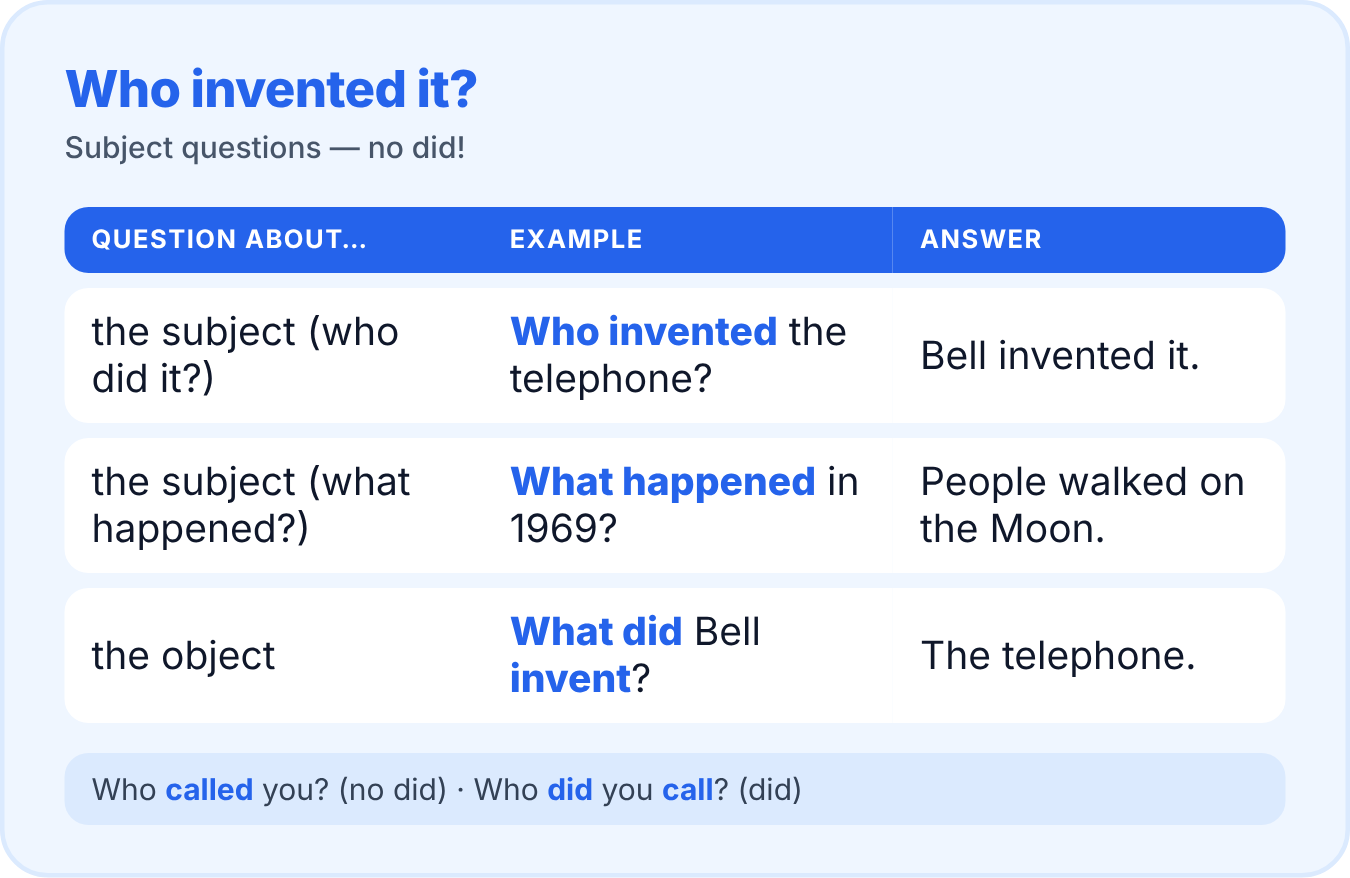 Who invented it?
Subject questions — no did!
QUESTION ABOUT...
EXAMPLE
ANSWER
the subject (who
did it?)
Who invented the
telephone?
Bell invented it.
the subject (what
happened?)
What happened in
1969?
People walked on
the Moon.
the object
What did Bell
invent?
The telephone.
Who called you? (no did) · Who did you call? (did)